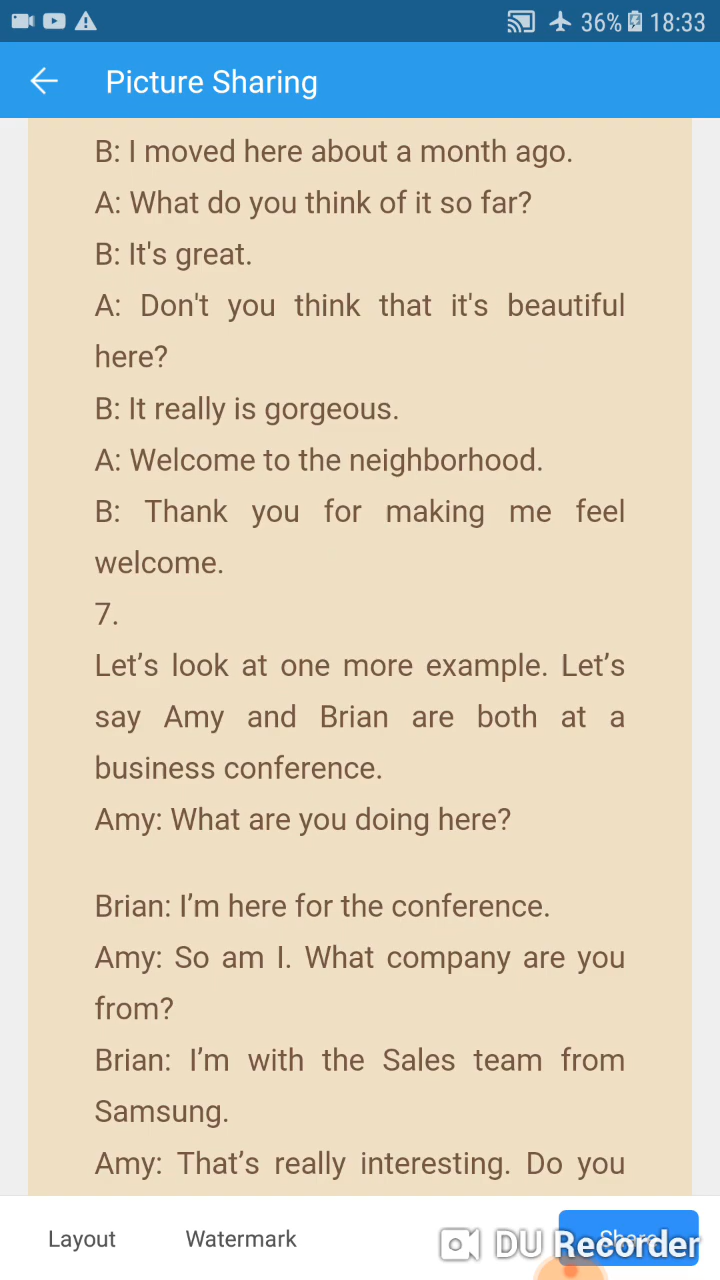 36% 18:33
Picture Sharing
B: I moved here about a month ago.
A: What do you think of it so far?
B: It's great.
A: Don't you think that it's beautiful
here?
B: It really is gorgeous.
A: Welcome to the neighborhood.
B: Thank you for making me feel
welcome.
7.
Let’s look at one more example. Let’s
say Amy and Brian are both at a
business conference.
Amy: What are you doing here?
Brian: I’m here for the conference.
Amy: So am I. What company are you
from?
Brian: I’m with the Sales team from
Samsung.
Amy: That’s really interesting. Do you
Layout Watermark Share
DU Recorder